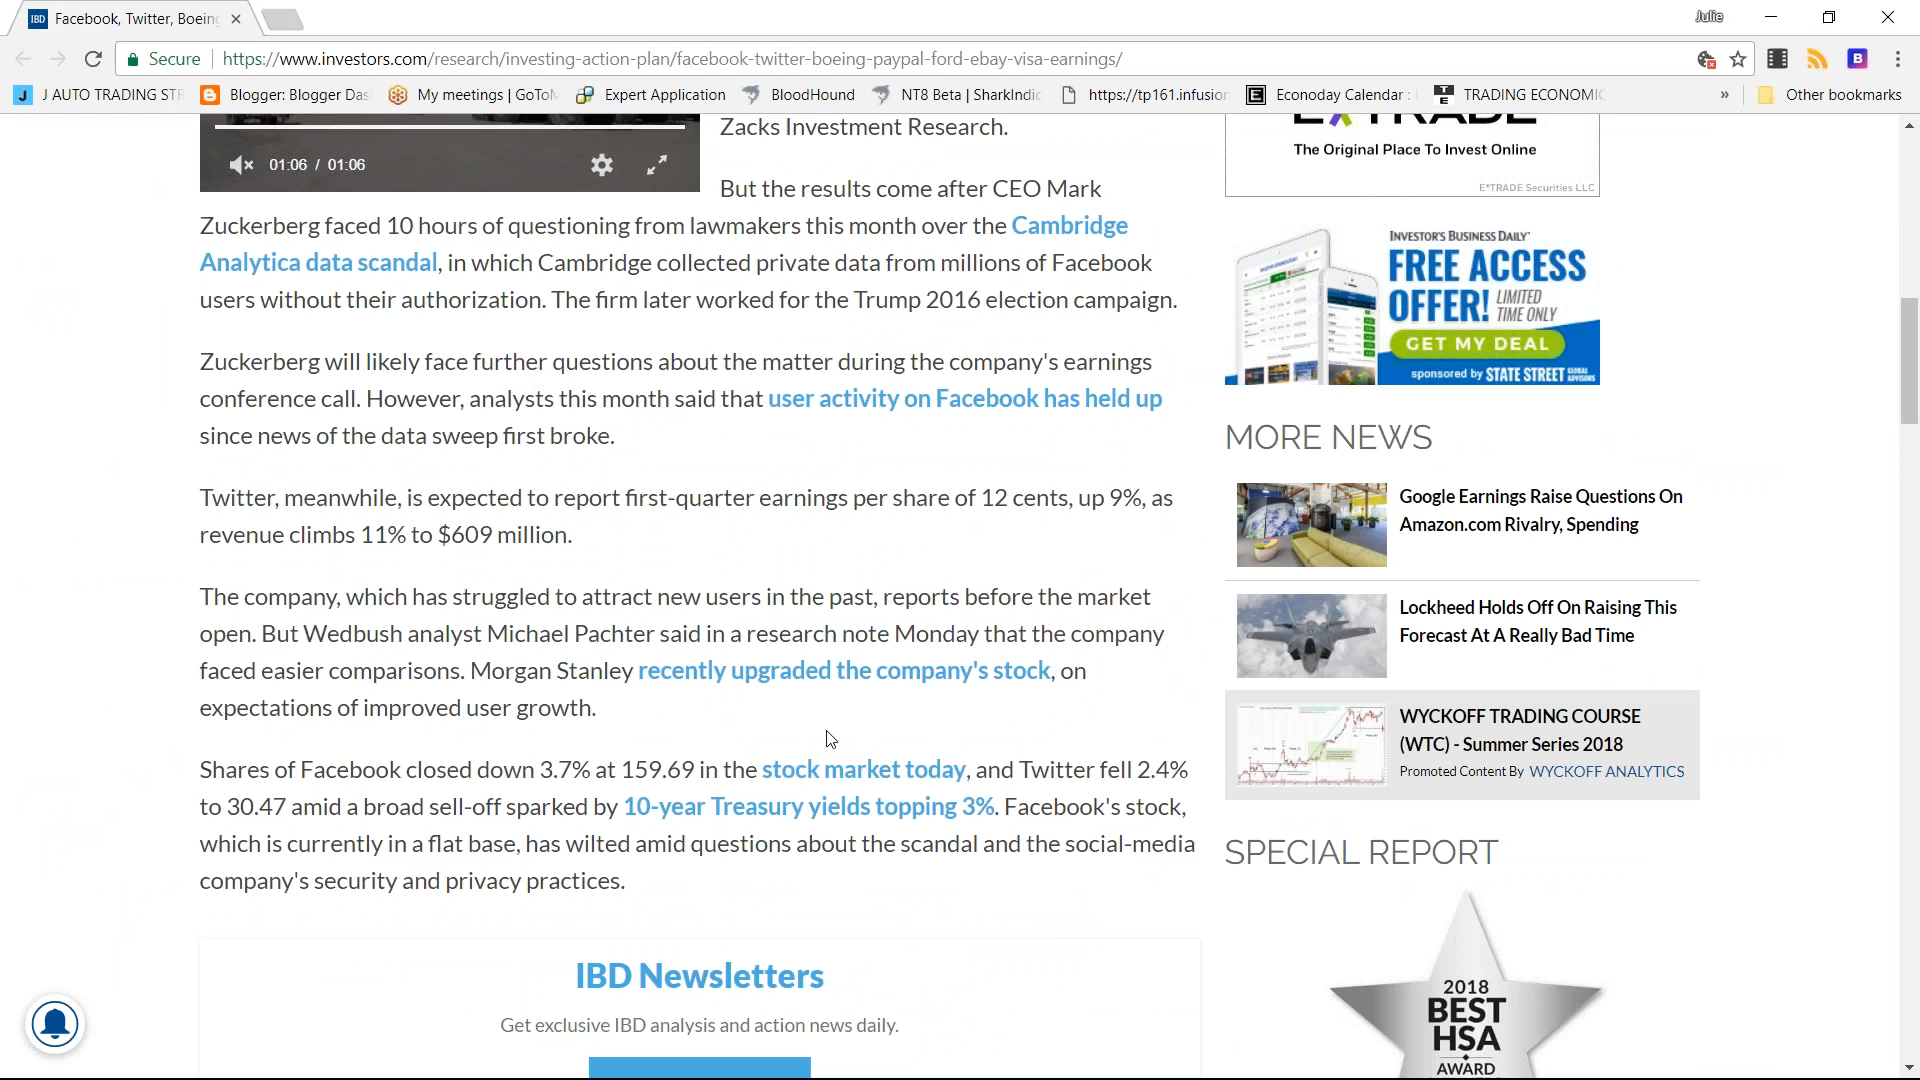 Facebook, Twitter, Boeing
Julie
Secure
https://www.investors.com/research/investing-action-plan/facebook-twitter-boeing-paypal-ford-ebay-visa-earnings/
J AUTO TRADING STR
Blogger: Blogger Das
My meetings | GoToM
Expert Application
BloodHound
NT8 Beta | SharkIndic
https://tp161.infusion
Econoday Calendar :
TRADING ECONOMIC
»
Other bookmarks
01:06 / 01:06
Zacks Investment Research.
But the results come after CEO Mark
Zuckerberg faced 10 hours of questioning from lawmakers this month over the Cambridge
Analytica data scandal, in which Cambridge collected private data from millions of Facebook
users without their authorization. The firm later worked for the Trump 2016 election campaign.
Zuckerberg will likely face further questions about the matter during the company's earnings
conference call. However, analysts this month said that user activity on Facebook has held up
since news of the data sweep first broke.
Twitter, meanwhile, is expected to report first-quarter earnings per share of 12 cents, up 9%, as
revenue climbs 11% to $609 million.
The company, which has struggled to attract new users in the past, reports before the market
open. But Wedbush analyst Michael Pachter said in a research note Monday that the company
faced easier comparisons. Morgan Stanley recently upgraded the company's stock, on
expectations of improved user growth.
Shares of Facebook closed down 3.7% at 159.69 in the stock market today, and Twitter fell 2.4%
to 30.47 amid a broad sell-off sparked by 10-year Treasury yields topping 3%. Facebook's stock,
which is currently in a flat base, has wilted amid questions about the scandal and the social-media
company's security and privacy practices.
IBD Newsletters
Get exclusive IBD analysis and action news daily.
E*TRADE
The Original Place To Invest Online
E*TRADE Securities LLC
INVESTOR'S BUSINESS DAILY
FREE ACCESS
OFFER! LIMITED
TIME ONLY
GET MY DEAL
sponsored by STATE STREET GLOBAL
ADVISORS
MORE NEWS
Google Earnings Raise Questions On
Amazon.com Rivalry, Spending
Lockheed Holds Off On Raising This
Forecast At A Really Bad Time
WYCKOFF TRADING COURSE
(WTC) - Summer Series 2018
Promoted Content By WYCKOFF ANALYTICS
SPECIAL REPORT
2018
BEST
HSA
AWARD